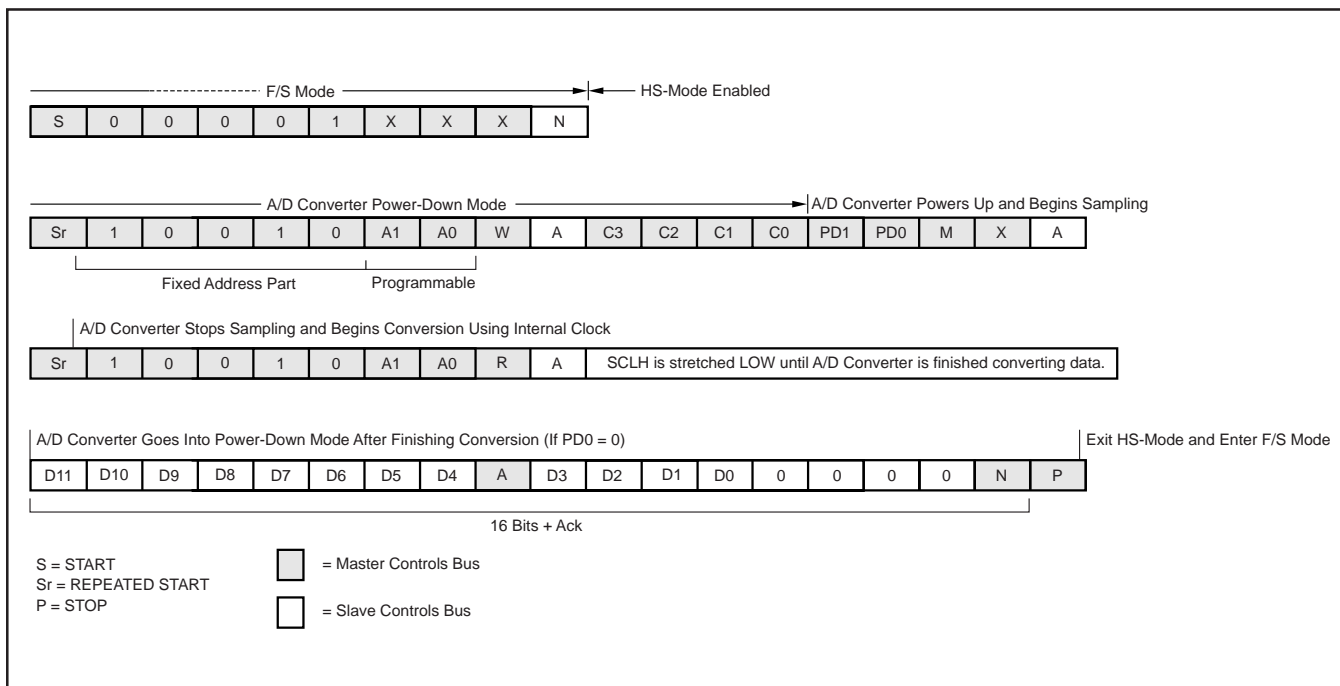 F/S Mode HS-Mode Enabled
S 0 0 0 0 1 X X X N
A/D Converter Power-Down Mode A/D Converter Powers Up and Begins Sampling
Sr 1 0 0 1 0 A1 A0 W A C3 C2 C1 C0 PD1 PD0 M X A
Fixed Address Part Programmable
A/D Converter Stops Sampling and Begins Conversion Using Internal Clock
Sr 1 0 0 1 0 A1 A0 R A SCLH is stretched LOW until A/D Converter is finished converting data.
A/D Converter Goes Into Power-Down Mode After Finishing Conversion (If PD0 = 0) Exit HS-Mode and Enter F/S Mode
D11 D10 D9 D8 D7 D6 D5 D4 A D3 D2 D1 D0 0 0 0 0 N P
16 Bits + Ack
S = START
Sr = REPEATED START
P = STOP
= Master Controls Bus
= Slave Controls Bus